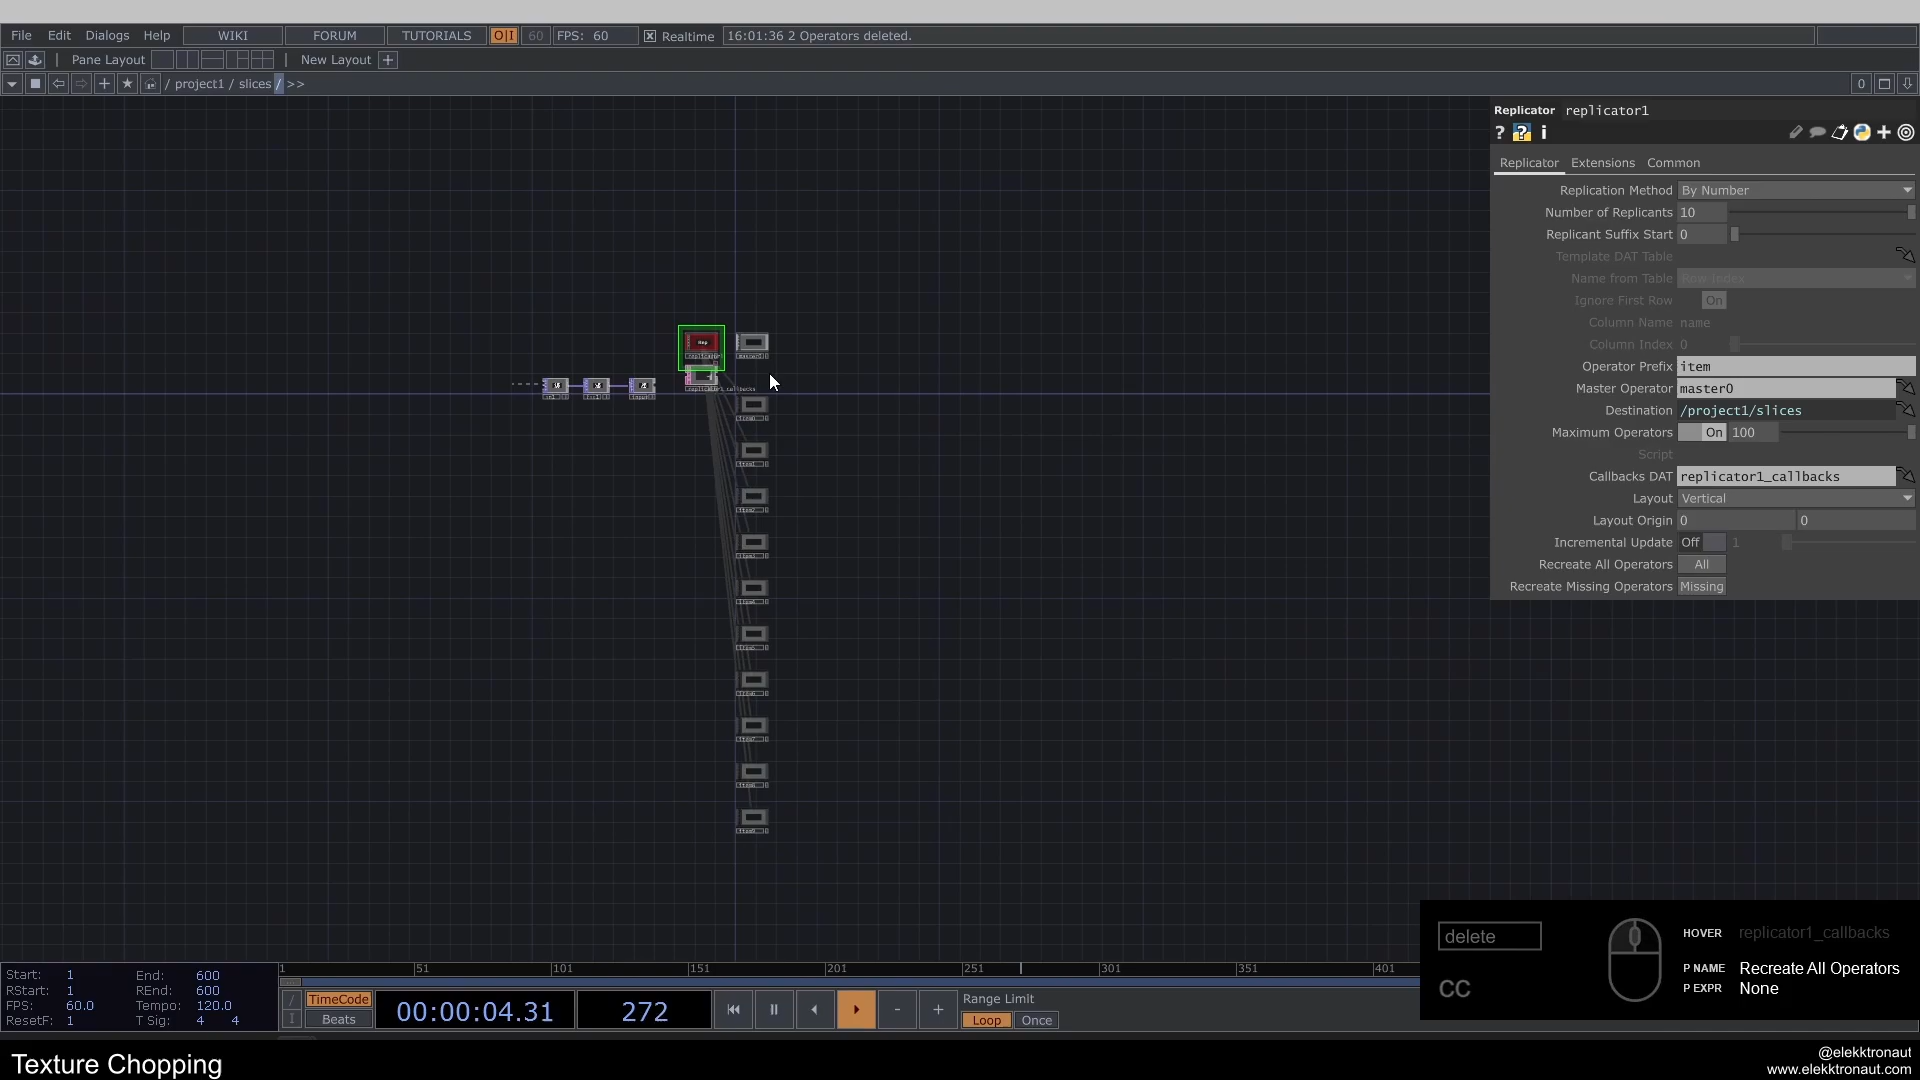 File Edit Dialogs Help WIKI FORUM TUTORIALS O|I 60 FPS: 60 Realtime 16:01:36 2 Operators deleted.
Pane Layout New Layout +
/ project1 / slices / >> 0
Replicator replicator1
? ? i
Replicator Extensions Common
Replication Method By Number
Number of Replicants 10
Replicant Suffix Start 0
Template DAT Table
Name from Table Row Index
Ignore First Row On
Column Name name
Column Index 0
Operator Prefix item
Master Operator master0
Destination /project1/slices
Maximum Operators On 100
Script
Callbacks DAT replicator1_callbacks
Layout Vertical
Layout Origin 0 0
Incremental Update Off 1
Recreate All Operators All
Recreate Missing Operators Missing
replicator1_callbacks
delete
CC
HOVER replicator1_callbacks
P NAME Recreate All Operators
P EXPR None
1 51 101 151 201 251 301 351 401
Start: 1 End: 600
RStart: 1 REnd: 600
FPS: 60.0 Tempo: 120.0
ResetF: 1 T Sig: 4 4
TimeCode
Beats
00:00:04.31 272
Range Limit
Loop Once
Texture Chopping
@elekktronaut
www.elekktronaut.com